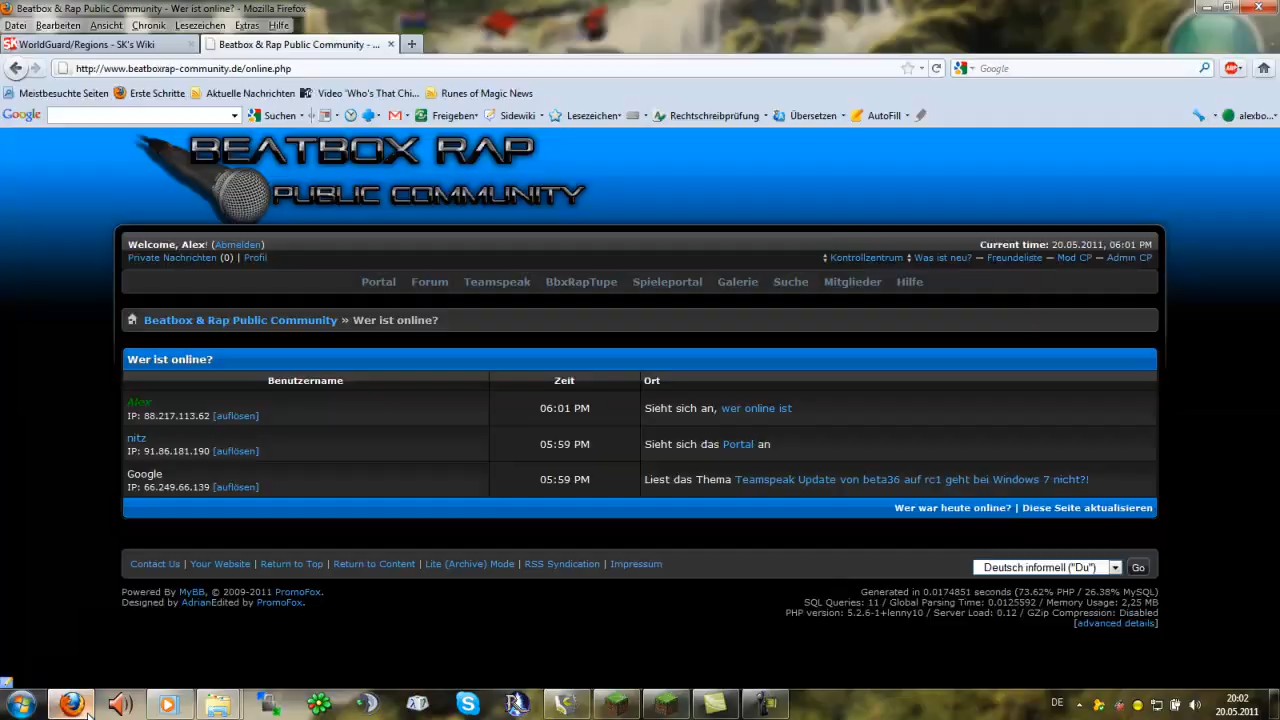 Beatbox & Rap Public Community - Wer ist online? - Mozilla Firefox
Datei Bearbeiten Ansicht Chronik Lesezeichen Extras Hilfe
WorldGuard/Regions - SK's Wiki Beatbox & Rap Public Community - ...
http://www.beatboxrap-community.de/online.php Google
Meistbesuchte Seiten Erste Schritte Aktuelle Nachrichten Video 'Who's That Chi... Runes of Magic News
Google Suchen Freigeben Sidewiki Lesezeichen Rechtschreibprüfung Übersetzen AutoFill alexbo...
BEATBOX RAP
PUBLIC COMMUNITY
Welcome, Alex! (Abmelden) Current time: 20.05.2011, 06:01 PM
Private Nachrichten (0) | Profil Kontrollzentrum Was ist neu? — Freundeliste — Mod CP — Admin CP
Portal Forum Teamspeak BbxRapTupe Spieleportal Galerie Suche Mitglieder Hilfe
Beatbox & Rap Public Community » Wer ist online?
Wer ist online?
Benutzername Zeit Ort
Alex
IP: 88.217.113.62 [auflösen] 06:01 PM Sieht sich an, wer online ist
nitz
IP: 91.86.181.190 [auflösen] 05:59 PM Sieht sich das Portal an
Google
IP: 66.249.66.139 [auflösen] 05:59 PM Liest das Thema Teamspeak Update von beta36 auf rc1 geht bei Windows 7 nicht?!
Wer war heute online? | Diese Seite aktualisieren
Contact Us | Your Website | Return to Top | Return to Content | Lite (Archive) Mode | RSS Syndication | Impressum Deutsch informell ("Du") Go
Powered By MyBB, © 2009-2011 PromoFox.
Designed by AdrianEdited by PromoFox.
Generated in 0.0174851 seconds (73.62% PHP / 26.38% MySQL)
SQL Queries: 11 / Global Parsing Time: 0.0125592 / Memory Usage: 2,25 MB
PHP version: 5.2.6-1+lenny10 / Server Load: 0.12 / GZip Compression: Disabled
[advanced details]
DE 20:02
20.05.2011